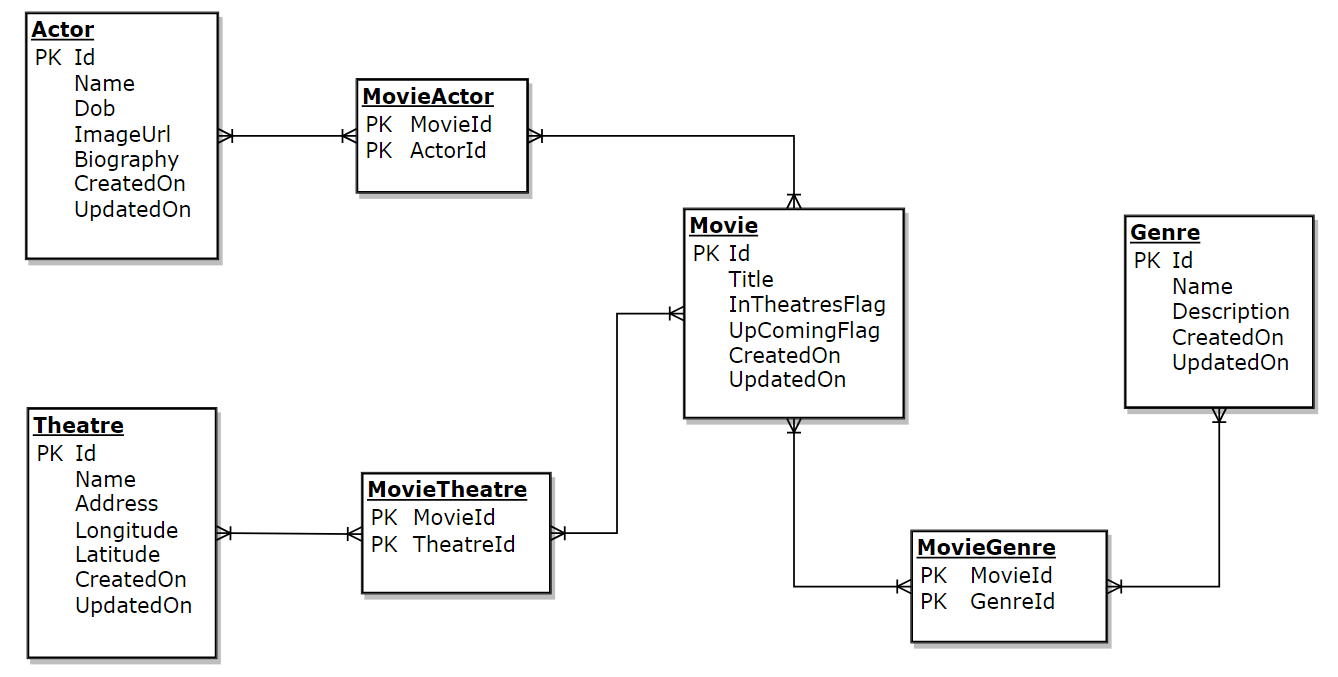 Actor
PK Id
Name
Dob
ImageUrl
Biography
CreatedOn
UpdatedOn
MovieActor
PK MovieId
PK ActorId
Movie
PK Id
Title
InTheatresFlag
UpComingFlag
CreatedOn
UpdatedOn
Genre
PK Id
Name
Description
CreatedOn
UpdatedOn
Theatre
PK Id
Name
Address
Longitude
Latitude
CreatedOn
UpdatedOn
MovieTheatre
PK MovieId
PK TheatreId
MovieGenre
PK MovieId
PK GenreId